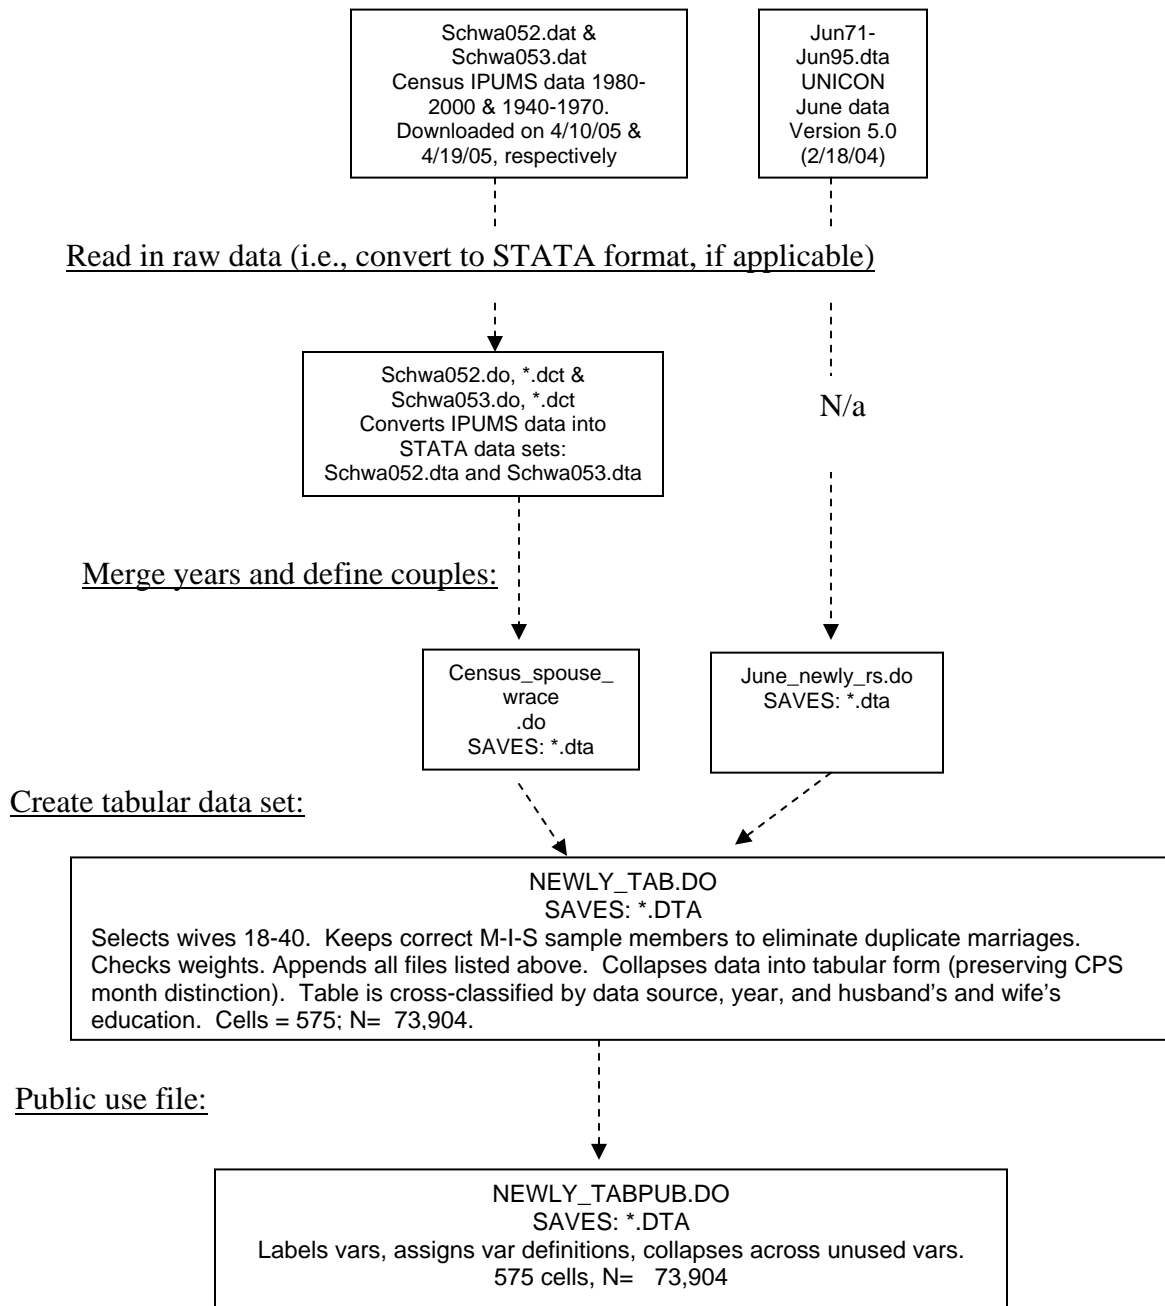 Schwa052.dat &
Schwa053.dat
Census IPUMS data 1980-
2000 & 1940-1970.
Downloaded on 4/10/05 &
4/19/05, respectively
Jun71-
Jun95.dta
UNICON
June data
Version 5.0
(2/18/04)
Read in raw data (i.e., convert to STATA format, if applicable)
Schwa052.do, *.dct &
Schwa053.do, *.dct
Converts IPUMS data into
STATA data sets:
Schwa052.dta and Schwa053.dta
N/a
Merge years and define couples:
Census_spouse_
wrace
.do
SAVES: *.dta
June_newly_rs.do
SAVES: *.dta
Create tabular data set:
NEWLY_TAB.DO
SAVES: *.DTA
Selects wives 18-40. Keeps correct M-I-S sample members to eliminate duplicate marriages.
Checks weights. Appends all files listed above. Collapses data into tabular form (preserving CPS
month distinction). Table is cross-classified by data source, year, and husband's and wife's
education. Cells = 575; N= 73,904.
Public use file:
NEWLY_TABPUB.DO
SAVES: *.DTA
Labels vars, assigns var definitions, collapses across unused vars.
575 cells, N= 73,904